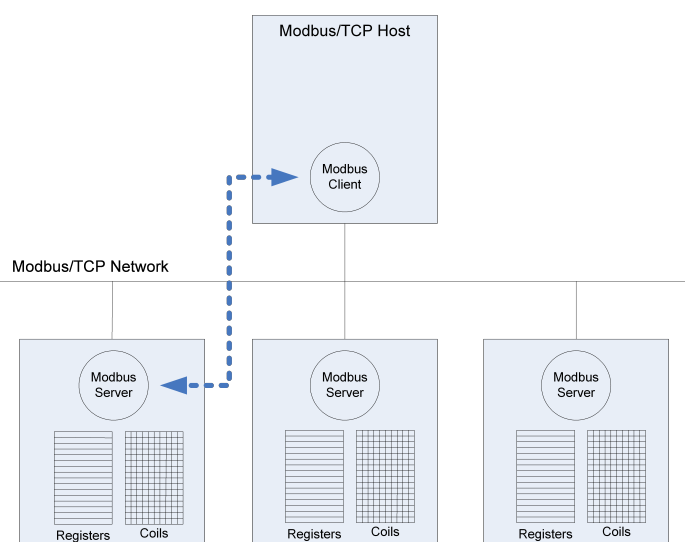 Modbus/TCP Host
Modbus
Client
Modbus/TCP Network
Modbus
Server
Modbus
Server
Modbus
Server
Registers
Coils
Registers
Coils
Registers
Coils